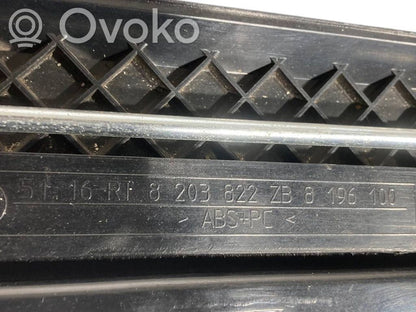 Ovoko
51.16-RF 8 203 822 ZB 8 196 100
> ABS+PC <